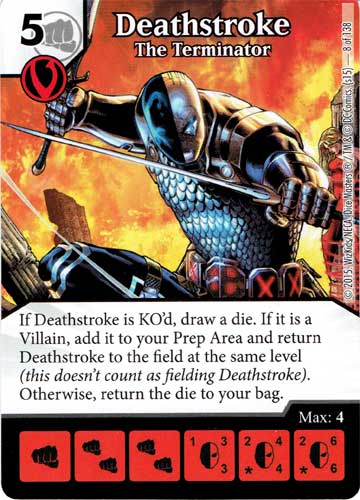 5
Deathstroke
The Terminator
© 2015, WizKids/NECA, Dice Masters ®/™, TM & © DC Comics (s15) — 8 of 138
If Deathstroke is KO'd, draw a die. If it is a
Villain, add it to your Prep Area and return
Deathstroke to the field at the same level
(this doesn't count as fielding Deathstroke).
Otherwise, return the die to your bag.
Max: 4
1 3 3
2 4 * 4
2 6 * 6